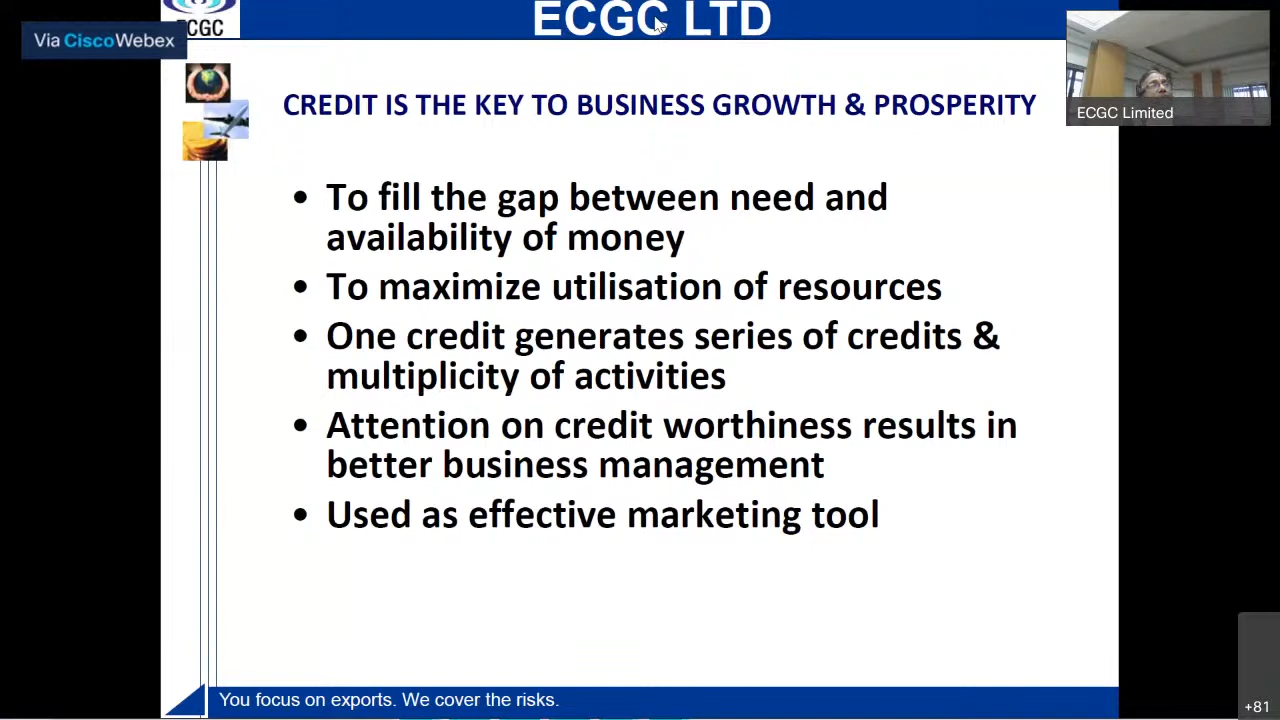 ECGC LTD
ECGC
Via CiscoWebex
ECGC Limited
CREDIT IS THE KEY TO BUSINESS GROWTH & PROSPERITY
• To fill the gap between need and
availability of money
• To maximize utilisation of resources
• One credit generates series of credits &
multiplicity of activities
• Attention on credit worthiness results in
better business management
• Used as effective marketing tool
You focus on exports. We cover the risks.
+81